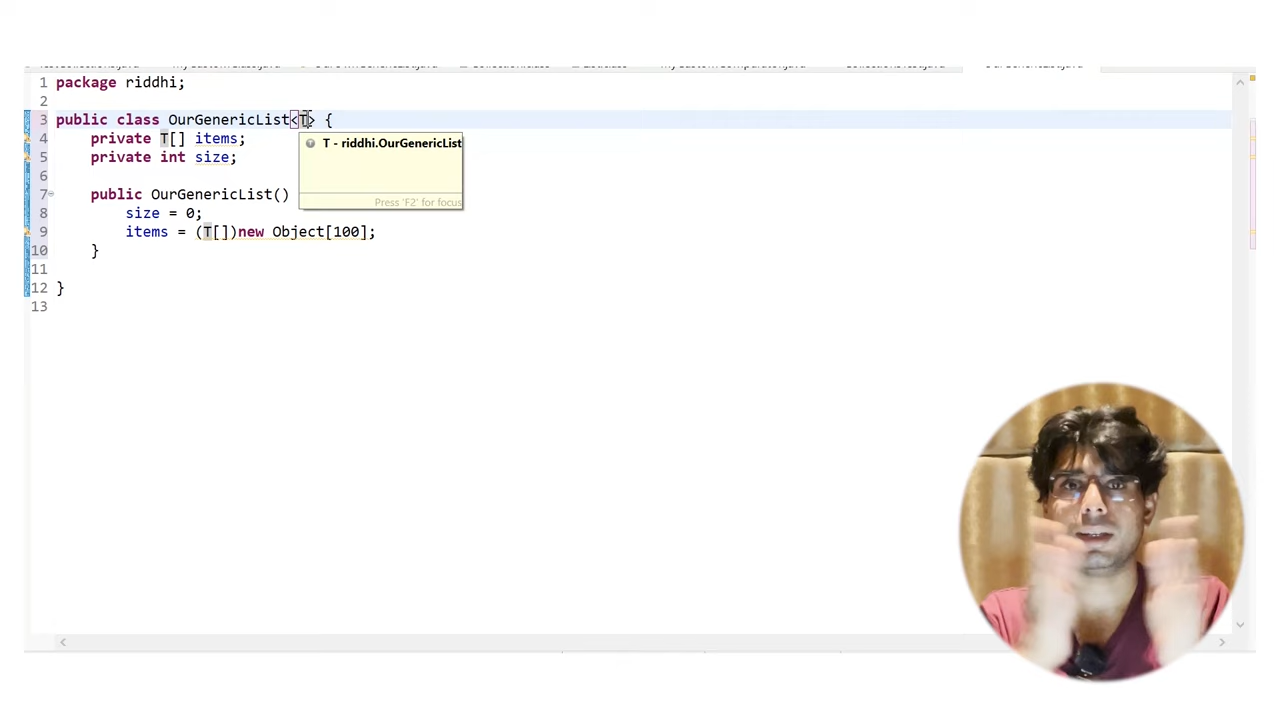 1 package riddhi;
2
3 public class OurGenericList<T> {
4 private T[] items;
5 private int size;
6
7 public OurGenericList()
8 size = 0;
9 items = (T[])new Object[100];
10 }
11
12 }
13
T - riddhi.OurGenericList
Press 'F2' for focus